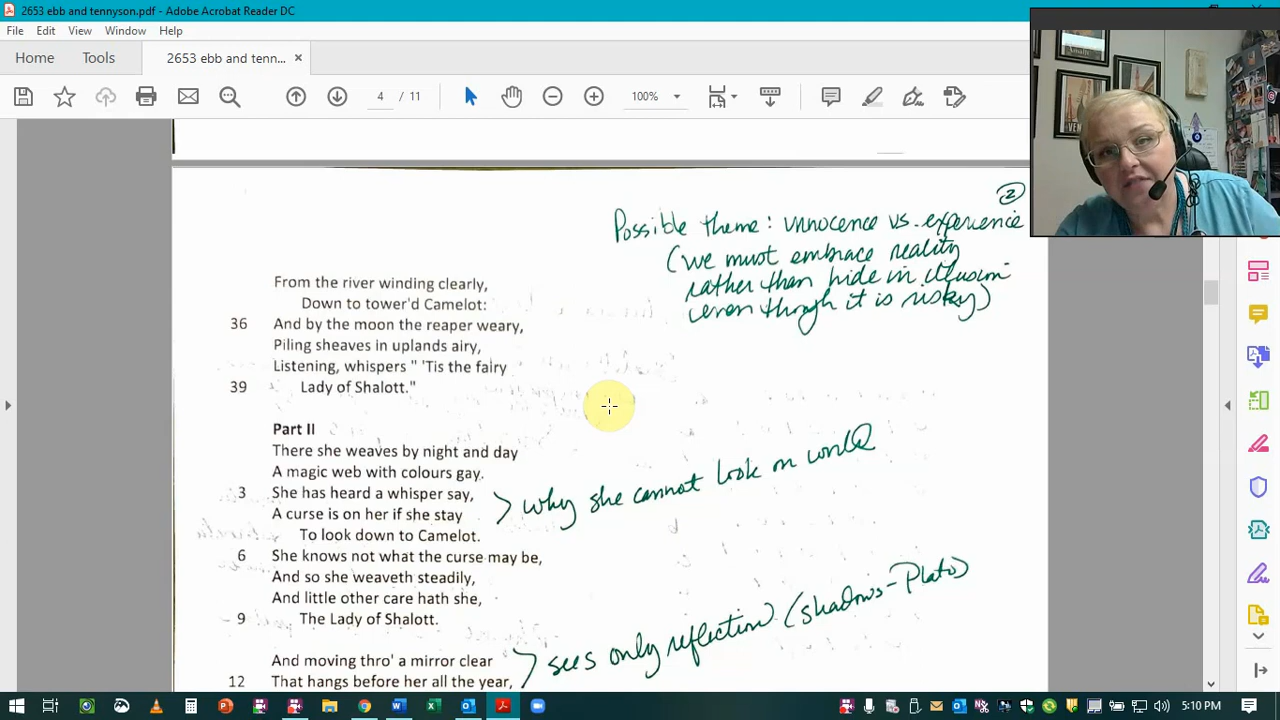 2653 ebb and tennyson.pdf - Adobe Acrobat Reader DC
File Edit View Window Help
Home Tools 2653 ebb and tenn... ×
4 / 11 100%
2
Possible theme: innocence vs. experience
(we must embrace reality
rather than hide in illusion
even though it is risky)
From the river winding clearly,
Down to tower'd Camelot:
36 And by the moon the reaper weary,
Piling sheaves in uplands airy,
Listening, whispers " 'Tis the fairy
39 Lady of Shalott."
Part II
There she weaves by night and day
A magic web with colours gay.
3 She has heard a whisper say,
A curse is on her if she stay
To look down to Camelot.
> why she cannot look on world
6 She knows not what the curse may be,
And so she weaveth steadily,
And little other care hath she,
9 The Lady of Shalott.
And moving thro' a mirror clear
12 That hangs before her all the year,
> sees only reflection (shadows-Plato)
5:10 PM